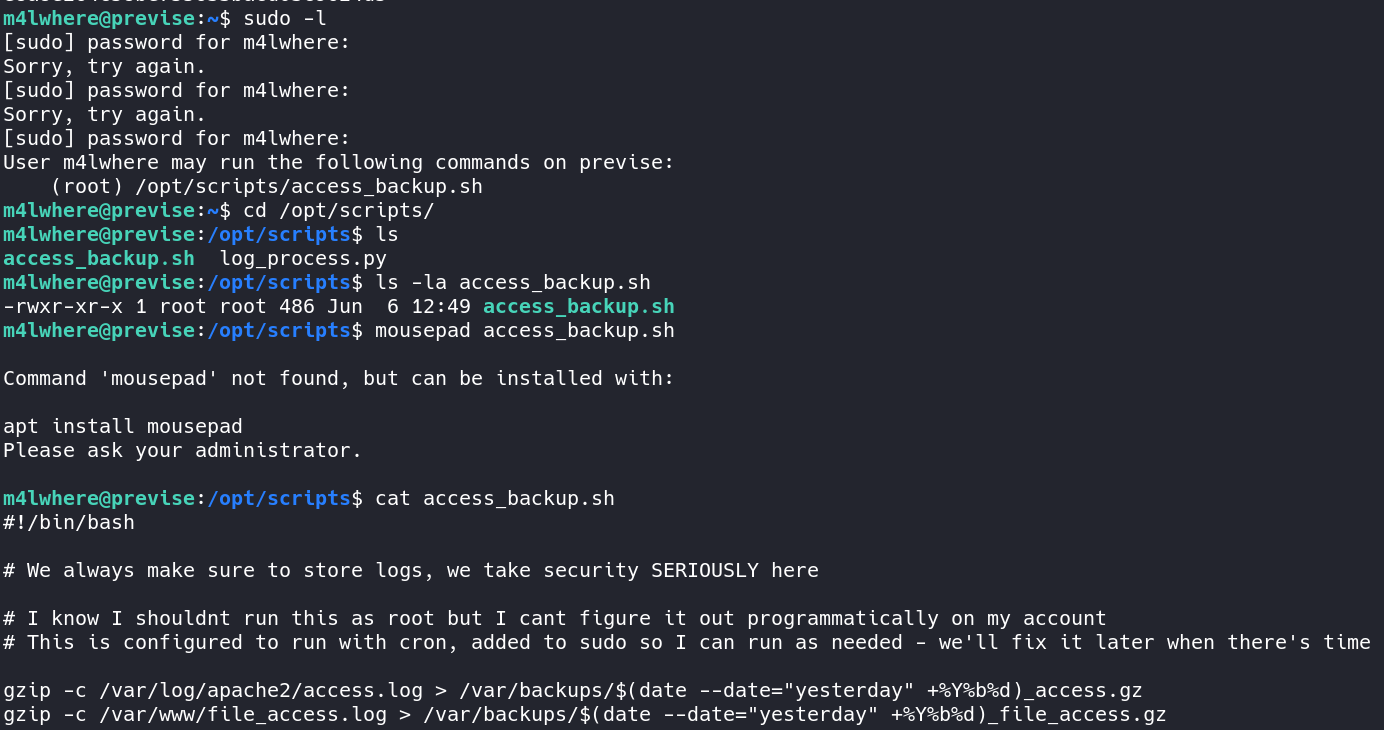 m4lwhere@previse:~$ sudo -l
[sudo] password for m4lwhere:
Sorry, try again.
[sudo] password for m4lwhere:
Sorry, try again.
[sudo] password for m4lwhere:
User m4lwhere may run the following commands on previse:
    (root) /opt/scripts/access_backup.sh
m4lwhere@previse:~$ cd /opt/scripts/
m4lwhere@previse:/opt/scripts$ ls
access_backup.sh  log_process.py
m4lwhere@previse:/opt/scripts$ ls -la access_backup.sh
-rwxr-xr-x 1 root root 486 Jun  6 12:49 access_backup.sh
m4lwhere@previse:/opt/scripts$ mousepad access_backup.sh
Command 'mousepad' not found, but can be installed with:
apt install mousepad
Please ask your administrator.
m4lwhere@previse:/opt/scripts$ cat access_backup.sh
#!/bin/bash
# We always make sure to store logs, we take security SERIOUSLY here
# I know I shouldnt run this as root but I cant figure it out programmatically on my account
# This is configured to run with cron, added to sudo so I can run as needed - we'll fix it later when there's time
gzip -c /var/log/apache2/access.log > /var/backups/$(date --date="yesterday" +%Y%b%d)_access.gz
gzip -c /var/www/file_access.log > /var/backups/$(date --date="yesterday" +%Y%b%d)_file_access.gz